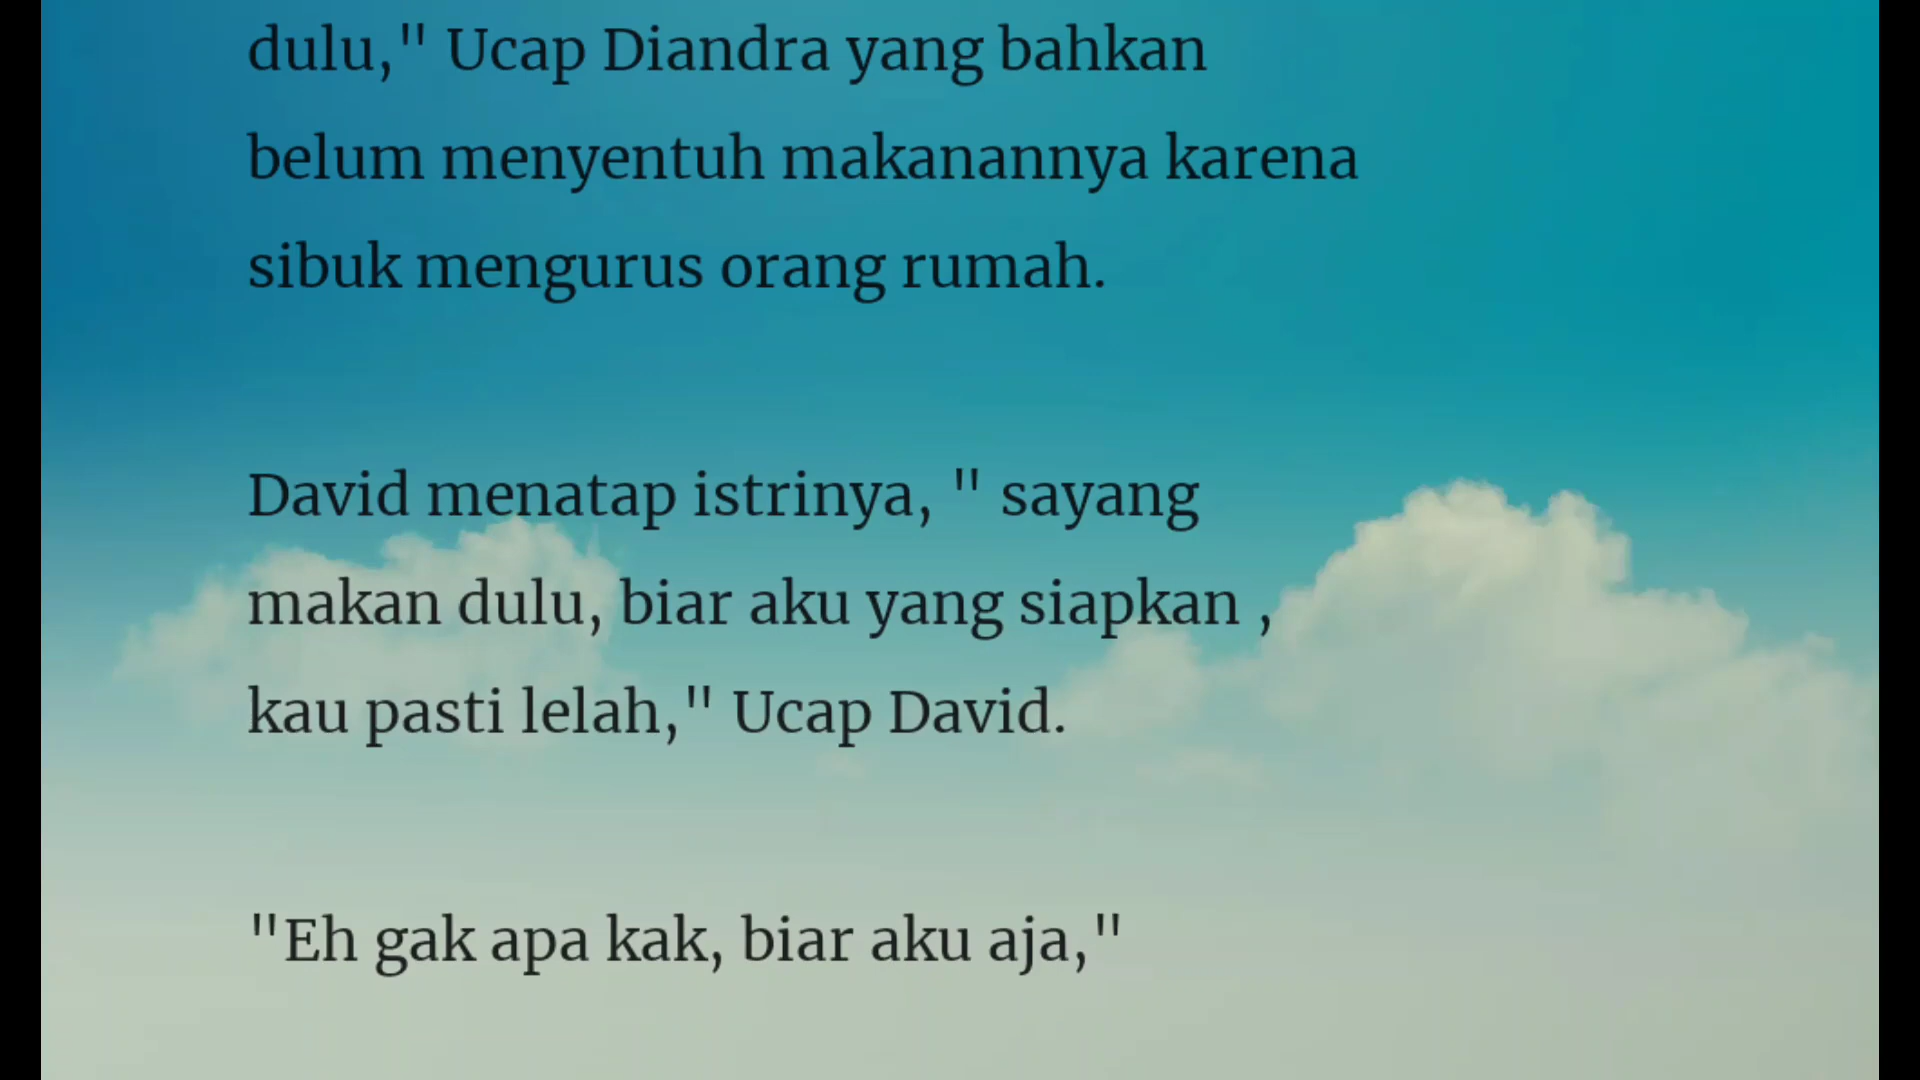 dulu," Ucap Diandra yang bahkan
belum menyentuh makanannya karena
sibuk mengurus orang rumah.
David menatap istrinya, " sayang
makan dulu, biar aku yang siapkan ,
kau pasti lelah," Ucap David.
"Eh gak apa kak, biar aku aja,"